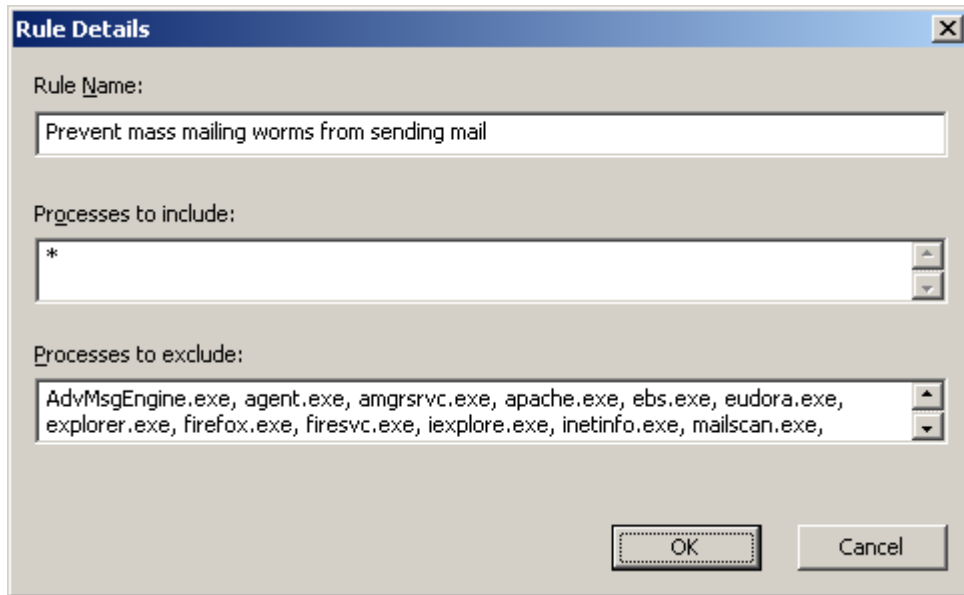 Rule Details
Rule Name:
Prevent mass mailing worms from sending mail
Processes to include:
*
Processes to exclude:
AdvMsgEngine.exe, agent.exe, amgrsrvc.exe, apache.exe, ebs.exe, eudora.exe,
explorer.exe, firefox.exe, firesvc.exe, iexplore.exe, inetinfo.exe, mailscan.exe,
OK Cancel